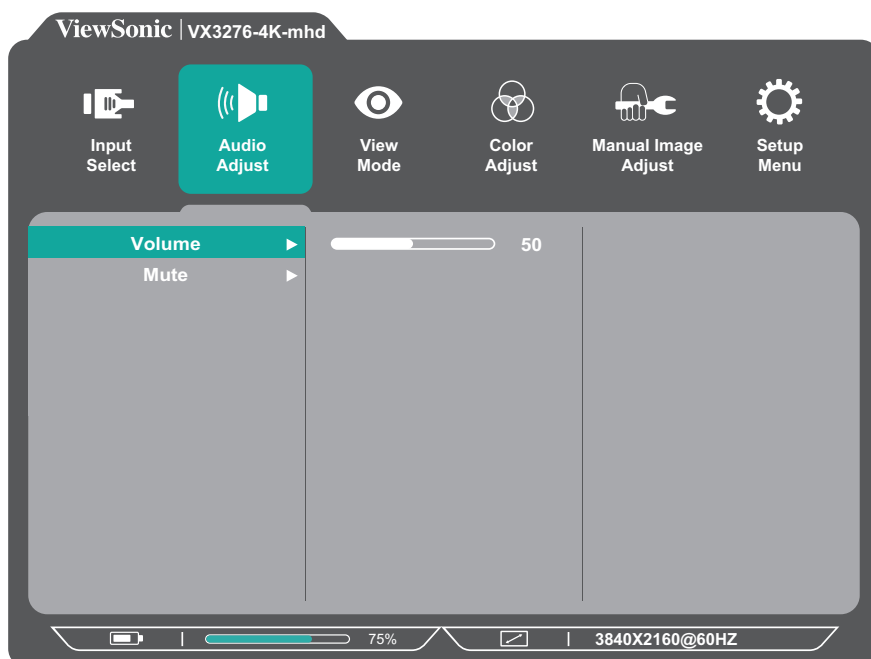 ViewSonic | VX3276-4K-mhd
Input Select
Audio Adjust
View Mode
Color Adjust
Manual Image Adjust
Setup Menu
Volume 50
Mute
75% | 3840X2160@60HZ